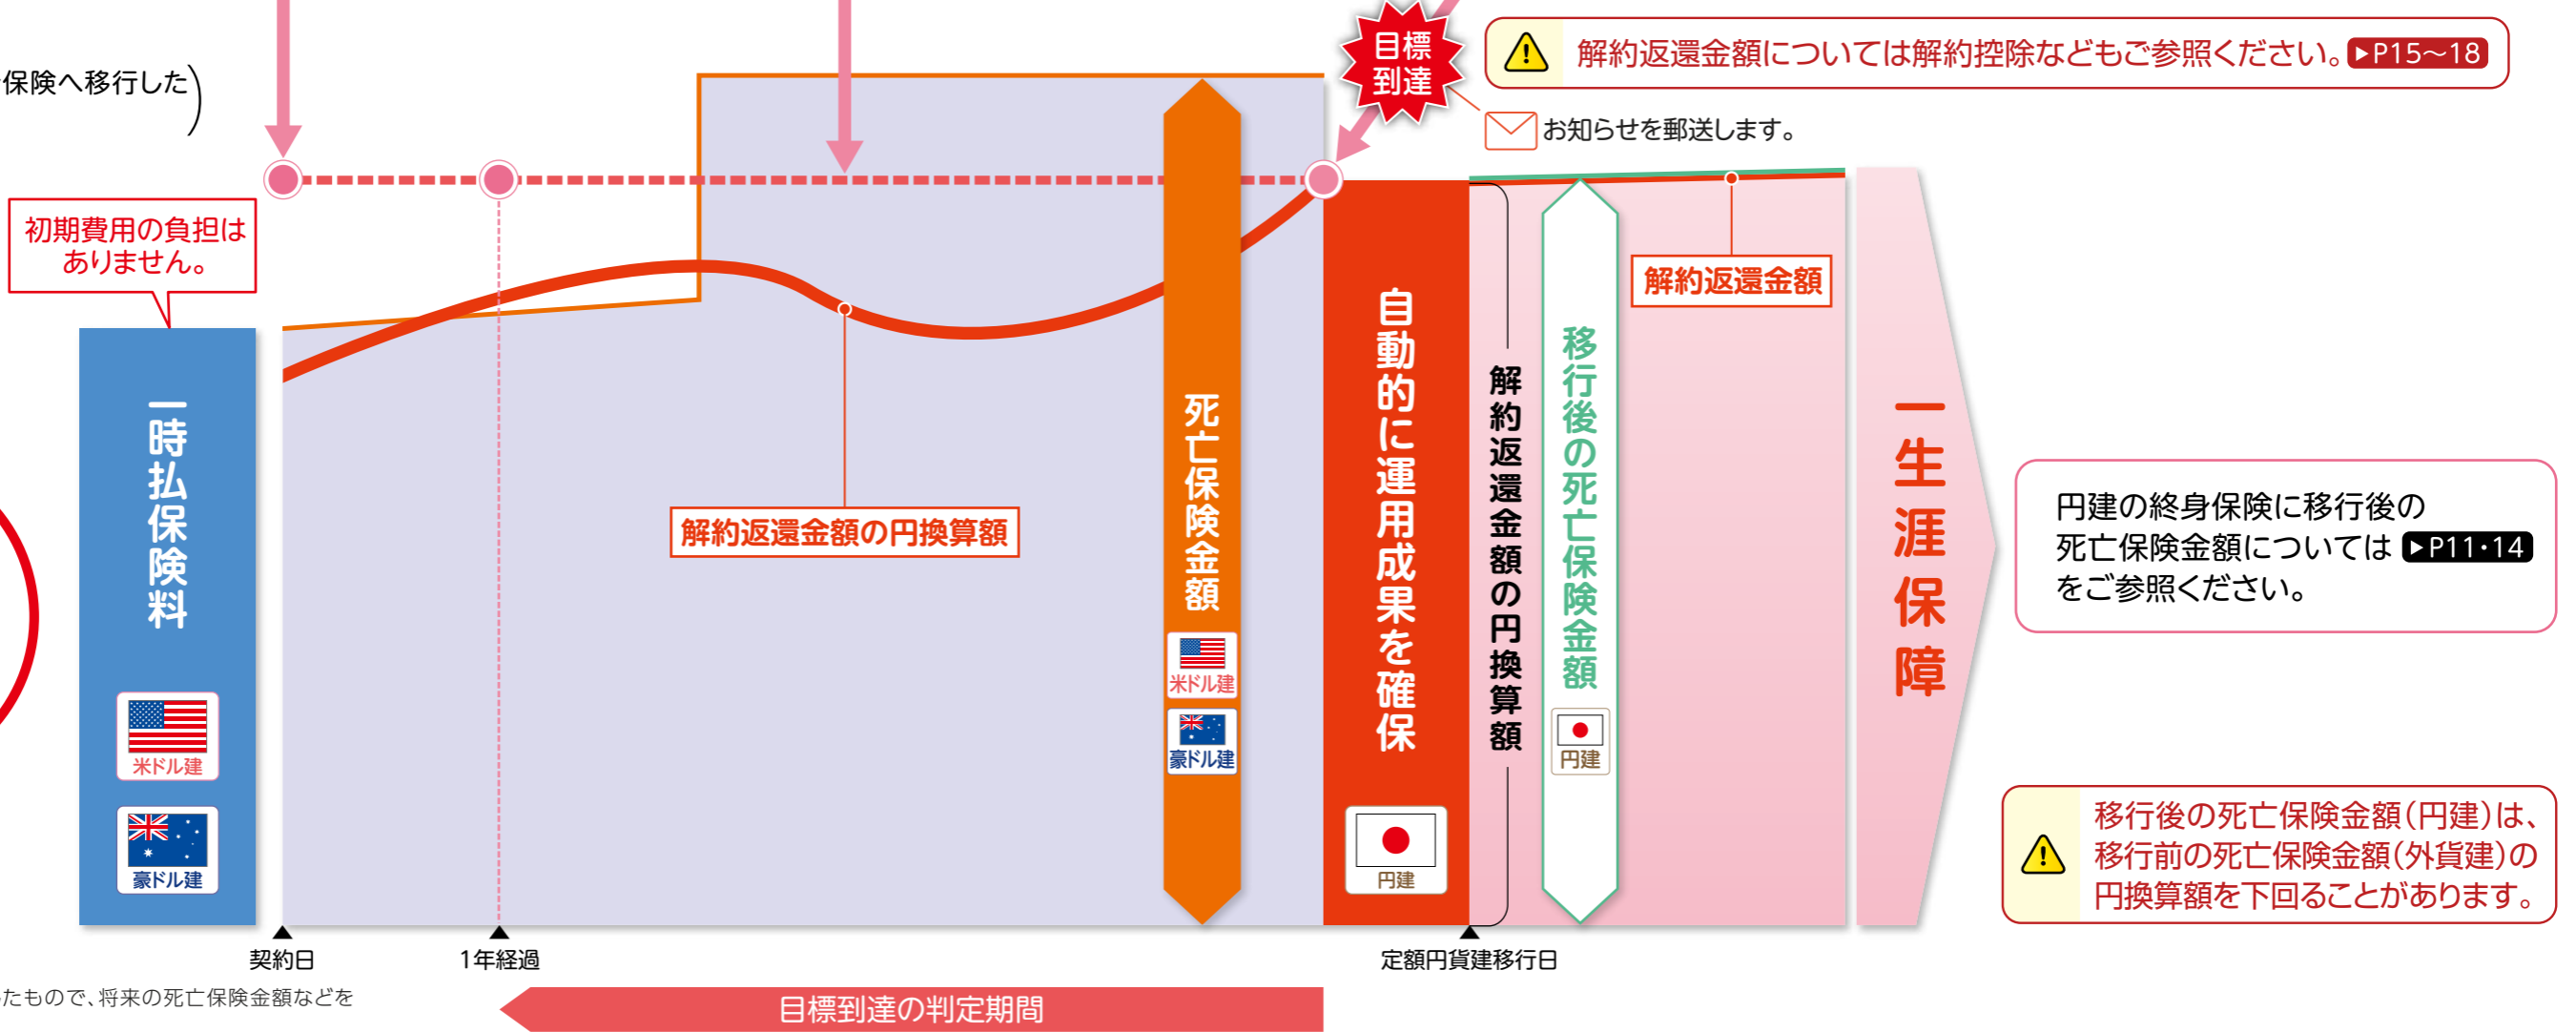 保険へ移行した)
目標
到達
解約返還金額については解約控除などもご参照ください。▶P15～18
お知らせを郵送します。
初期費用の負担は
ありません。
一時払保険料
米ドル建
豪ドル建
解約返還金額の円換算額
死亡保険金額
米ドル建
豪ドル建
自動的に運用成果を確保
円建
解約返還金額の円換算額
移行後の死亡保険金額
円建
解約返還金額
一生涯保障
円建の終身保険に移行後の
死亡保険金額については ▶P11・14
をご参照ください。
移行後の死亡保険金額(円建)は、
移行前の死亡保険金額(外貨建)の
円換算額を下回ることがあります。
契約日
1年経過
定額円貨建移行日
たもので、将来の死亡保険金額などを
目標到達の判定期間